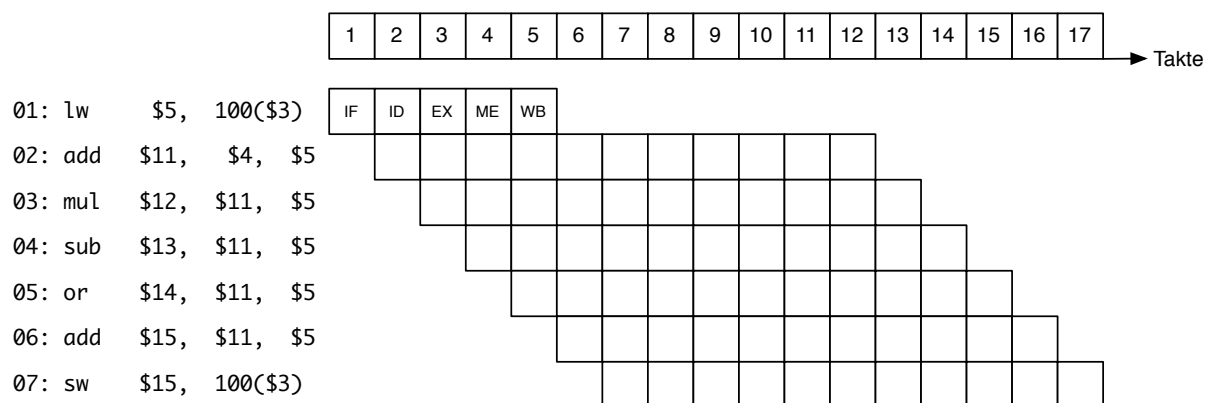 1 2 3 4 5 6 7 8 9 10 11 12 13 14 15 16 17
Takte
01: lw $5, 100($3) IF ID EX ME WB
02: add $11, $4, $5
03: mul $12, $11, $5
04: sub $13, $11, $5
05: or $14, $11, $5
06: add $15, $11, $5
07: sw $15, 100($3)